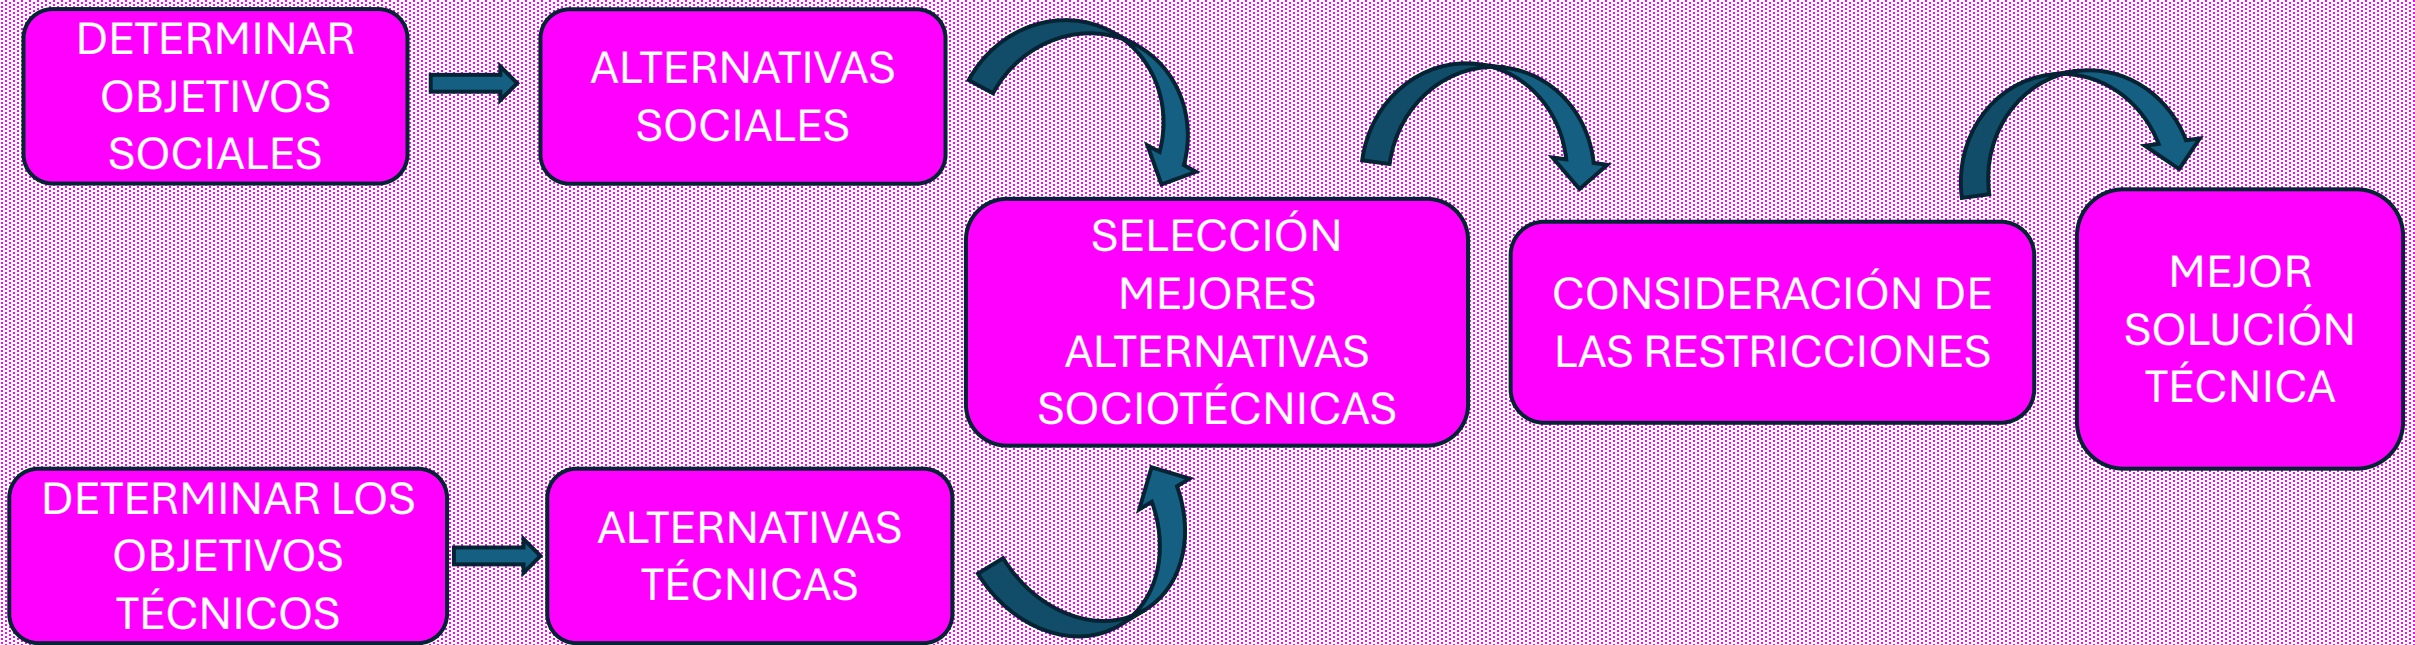 DETERMINAR
OBJETIVOS
SOCIALES
ALTERNATIVAS
SOCIALES
SELECCIÓN
MEJORES
ALTERNATIVAS
SOCIOTÉCNICAS
CONSIDERACIÓN DE
LAS RESTRICCIONES
MEJOR
SOLUCIÓN
TÉCNICA
DETERMINAR LOS
OBJETIVOS
TÉCNICOS
ALTERNATIVAS
TÉCNICAS